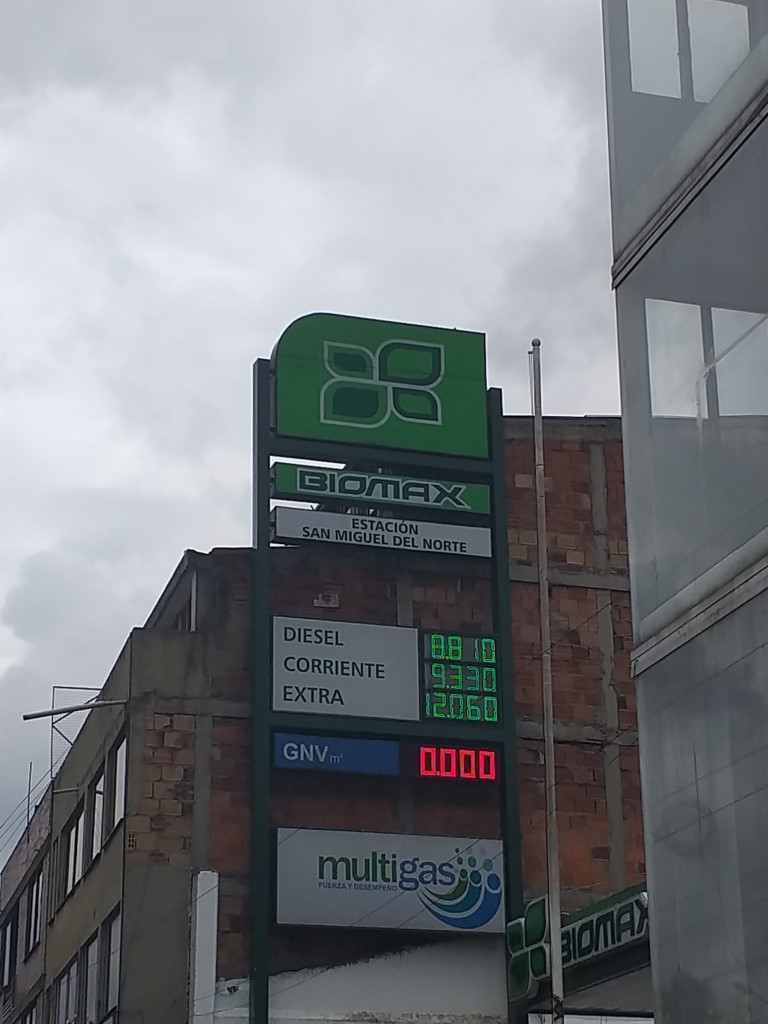 BIOMAX
ESTACIÓN
SAN MIGUEL DEL NORTE
DIESEL 8.810
CORRIENTE 9.330
EXTRA 12.060
GNV m³ 0.000
multigas
FUERZA Y DESEMPEÑO
BIOMAX